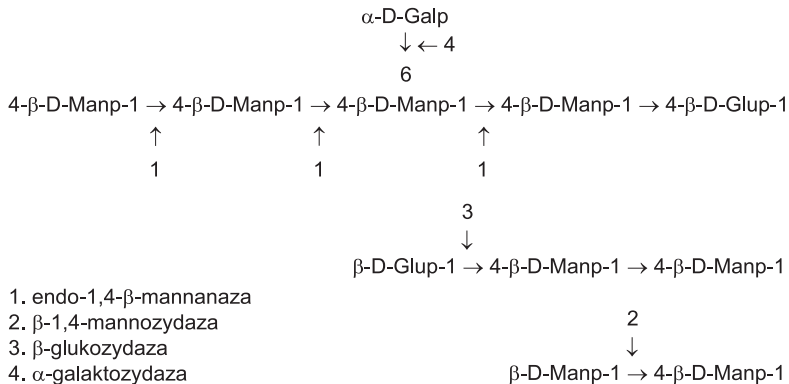 α-D-Galp
↓ ← 4
6
4-β-D-Manp-1 → 4-β-D-Manp-1 → 4-β-D-Manp-1 → 4-β-D-Manp-1 → 4-β-D-Glup-1
↑ ↑ ↑
1 1 1
3
↓
β-D-Glup-1 → 4-β-D-Manp-1 → 4-β-D-Manp-1
1. endo-1,4-β-mannanaza
2. β-1,4-mannozydaza
3. β-glukozydaza
4. α-galaktozydaza
2
↓
β-D-Manp-1 → 4-β-D-Manp-1